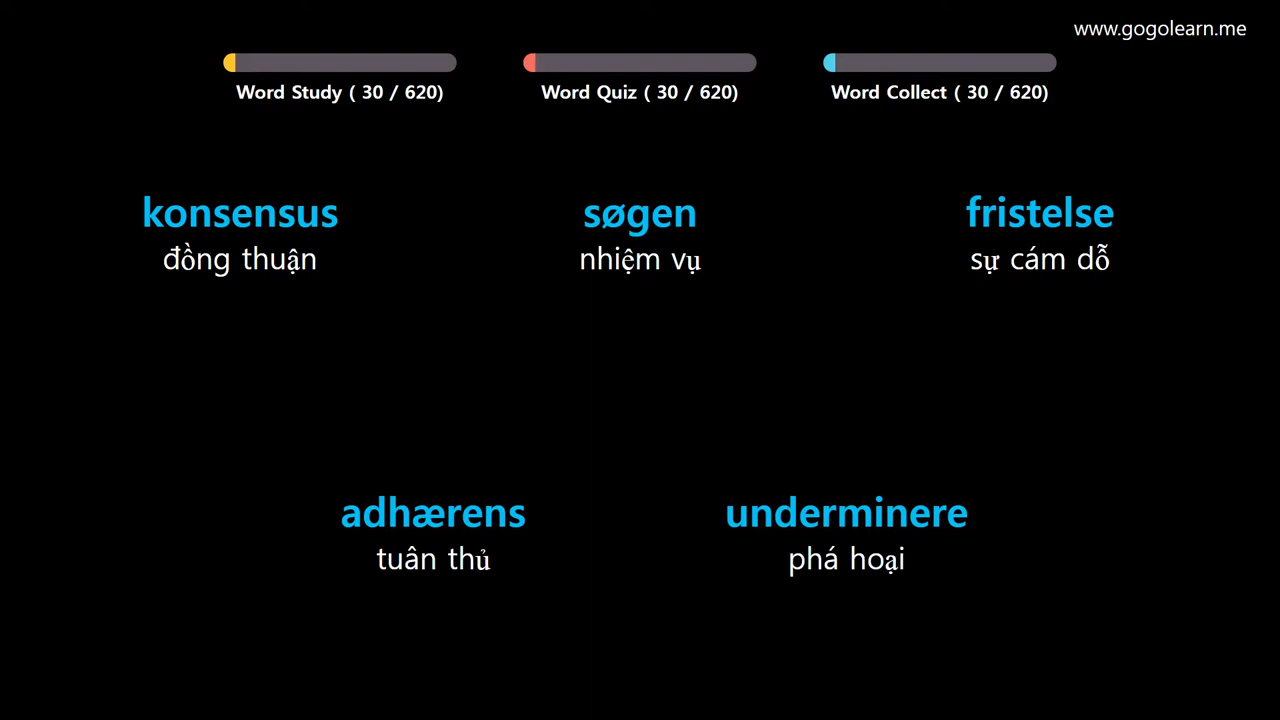 www.gogolearn.me
Word Study ( 30 / 620)
Word Quiz ( 30 / 620)
Word Collect ( 30 / 620)
konsensus
đồng thuận
søgen
nhiệm vụ
fristelse
sự cám dỗ
adhærens
tuân thủ
underminere
phá hoại